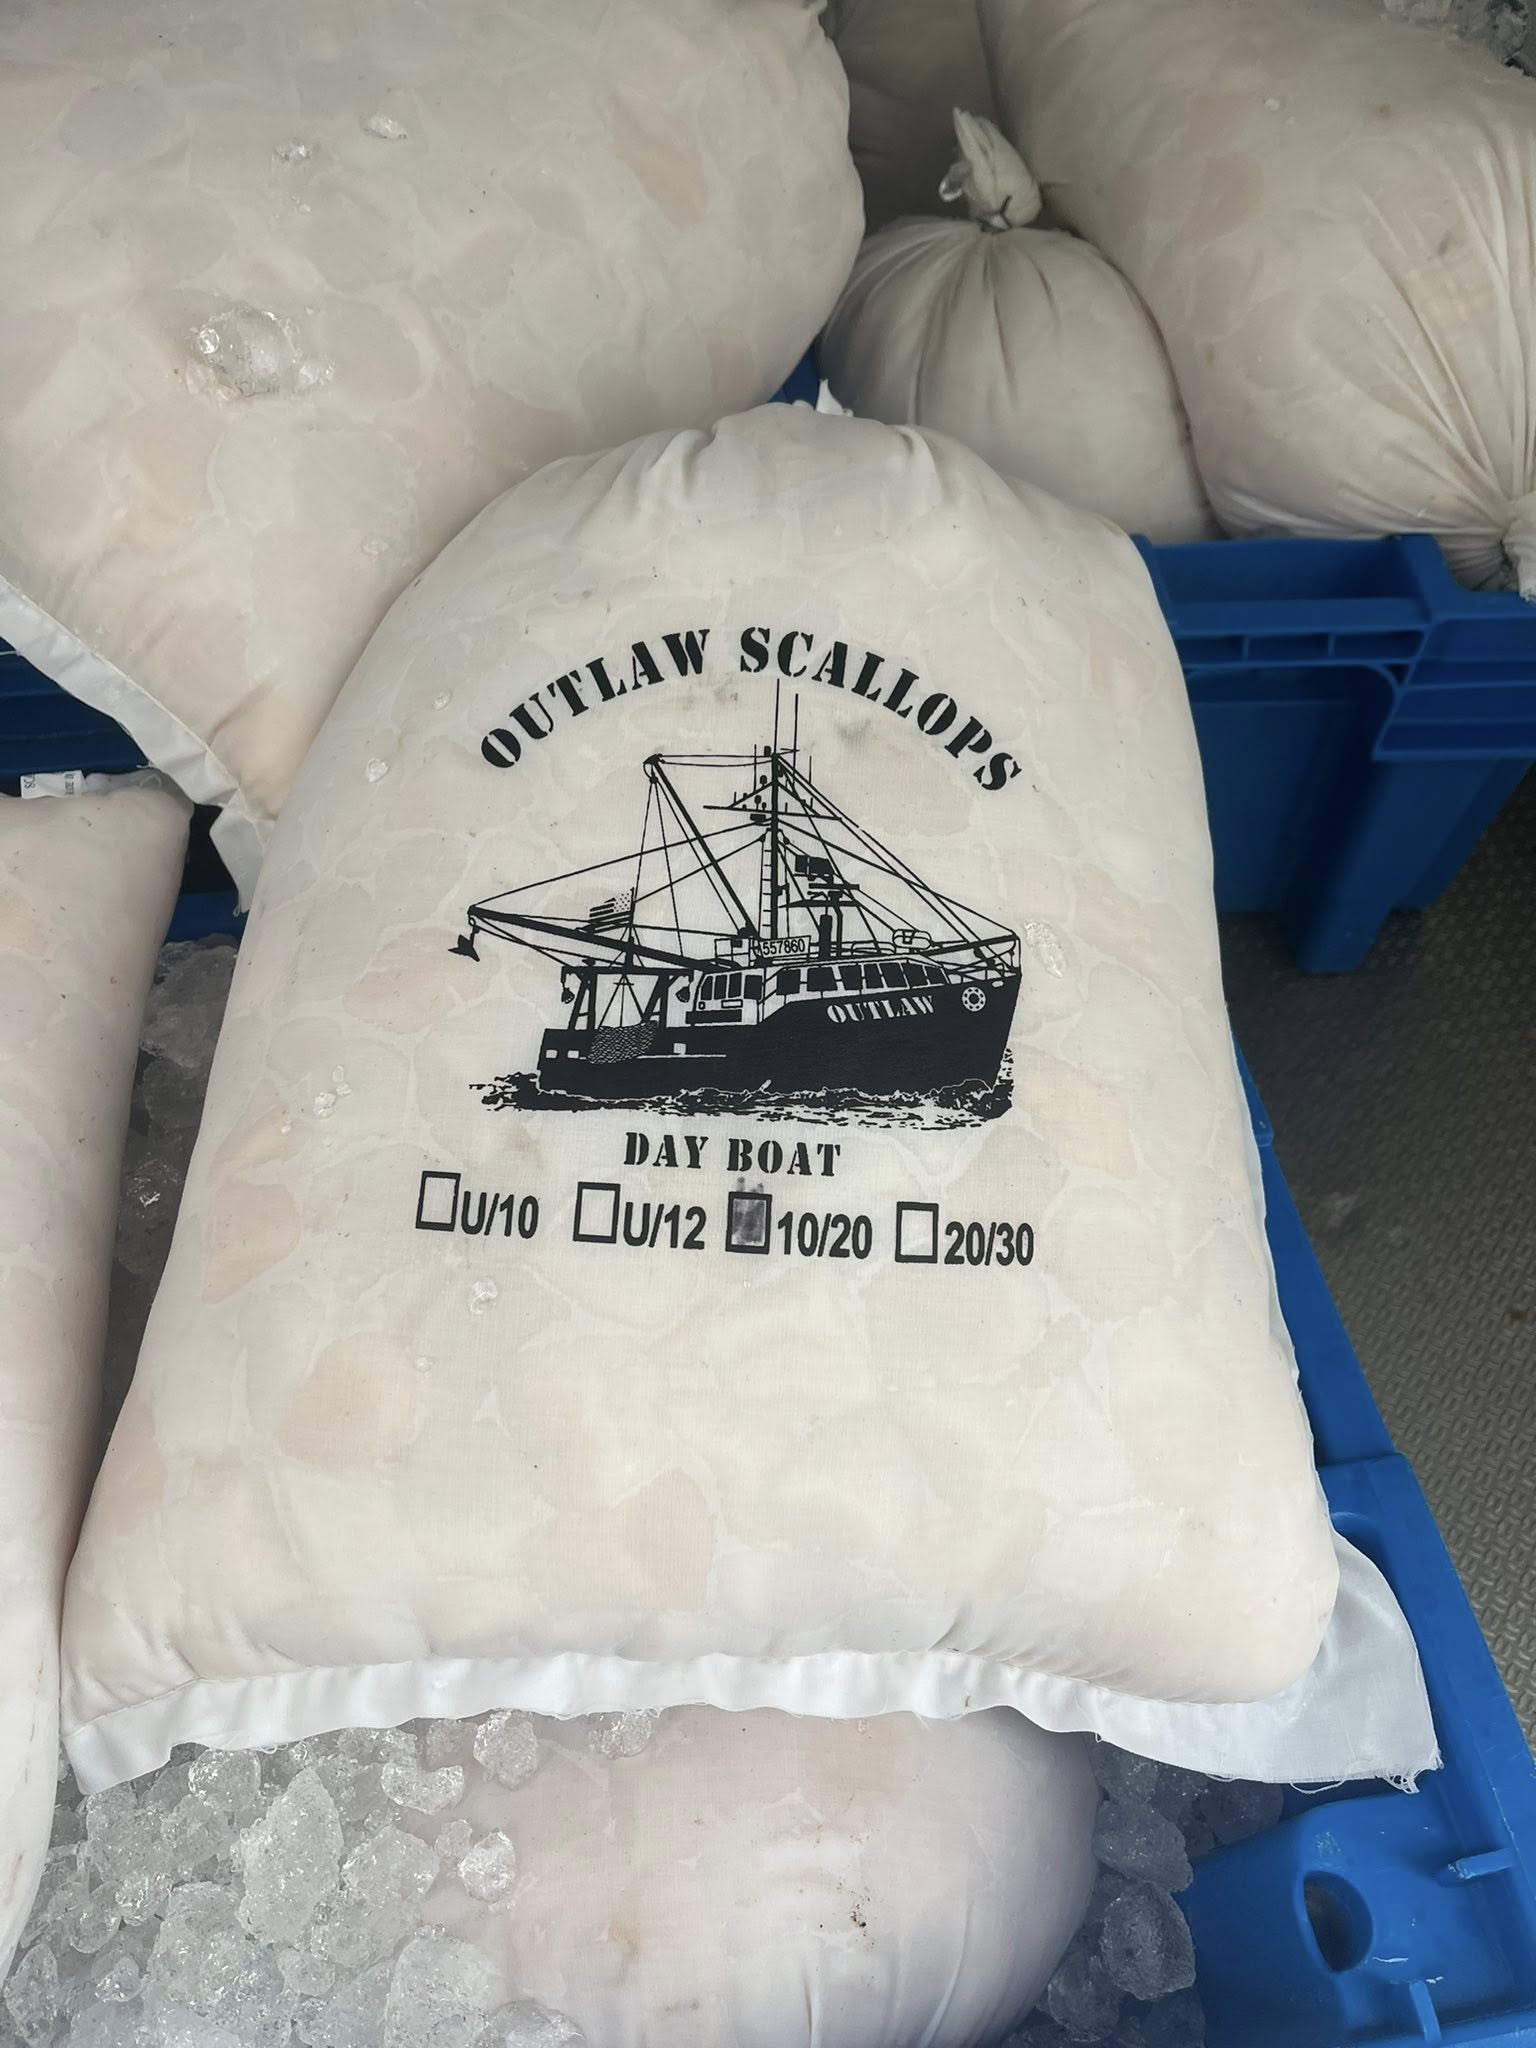 OUTLAW SCALLOPS
557860
OUTLAW
DAY BOAT
U/10 U/12 10/20 20/30